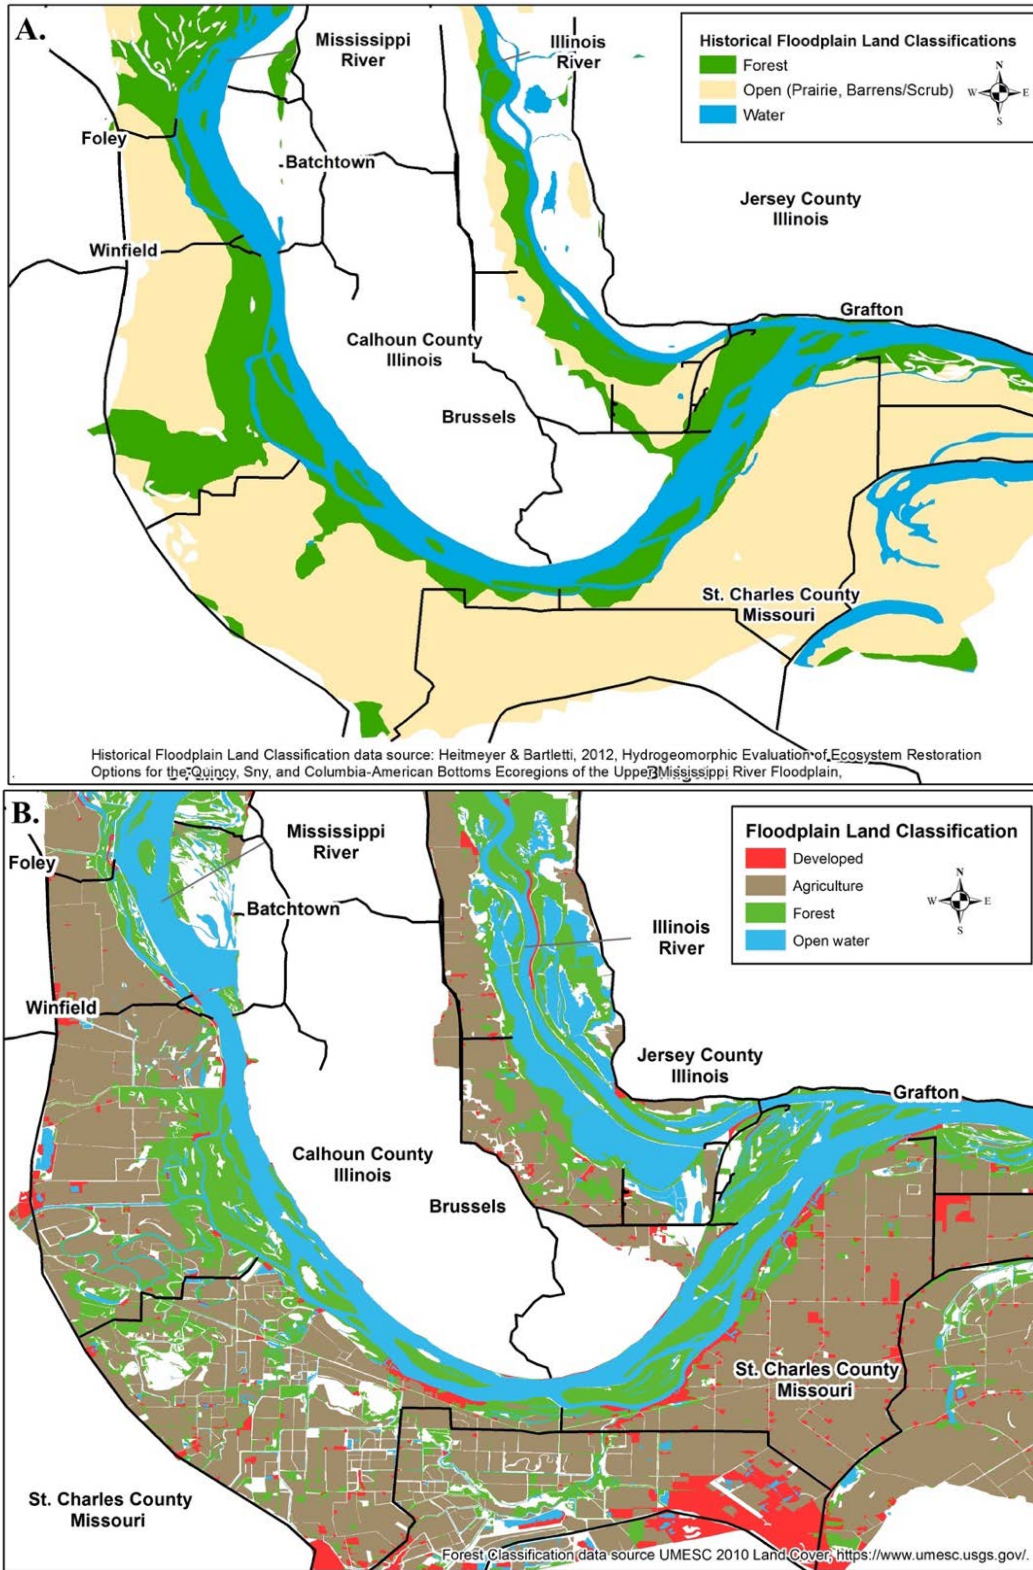 A.
Mississippi
River
Illinois
River
Historical Floodplain Land Classifications
Forest
Open (Prairie, Barrens/Scrub)
Water
N
W
E
S
Foley
Batchtown
Jersey County
Illinois
Winfield
Grafton
Calhoun County
Illinois
Brussels
St. Charles County
Missouri
Historical Floodplain Land Classification data source: Heitmeyer & Bartletti, 2012, Hydrogeomorphic Evaluation of Ecosystem Restoration
Options for the Quincy, Sny, and Columbia-American Bottoms Ecoregions of the Upper Mississippi River Floodplain,
B.
Mississippi
River
Floodplain Land Classification
Developed
Agriculture
Forest
Open water
N
W
E
S
Foley
Batchtown
Illinois
River
Winfield
Jersey County
Illinois
Grafton
Calhoun County
Illinois
Brussels
St. Charles County
Missouri
St. Charles County
Missouri
Forest Classification data source UMESC 2010 Land Cover, https://www.umesc.usgs.gov/.